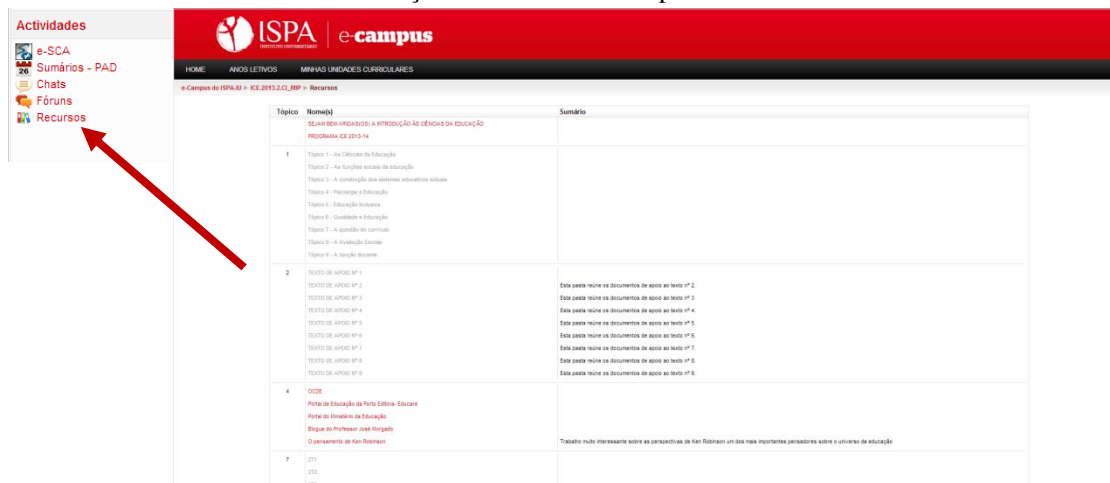 Actividades
e-SCA
26
Sumários - PAD
Chats
Fóruns
Recursos
ISPA
INSTITUTO UNIVERSITÁRIO
e-campus
HOME ANOS LETIVOS MINHAS UNIDADES CURRICULARES
e-Campus do ISPA-IU ► ICE.2013.2.CI_MIP ► Recursos
Tópico Nome(s) Sumário
SEJAM BEM-VINDAS(OS) A INTRODUÇÃO ÀS CIÊNCIAS DA EDUCAÇÃO
PROGRAMA ICE 2013-14
1 Tópico 1 - As Ciências da Educação
Tópico 2 - As funções sociais da educação
Tópico 3 - A construção dos sistemas educativos actuais
Tópico 4 - Psicologia e Educação
Tópico 5 - Educação Inclusiva
Tópico 6 - Qualidade e Educação
Tópico 7 - A questão do currículo
Tópico 8 - A Avaliação Escolar
Tópico 9 - A função docente
2 TEXTO DE APOIO Nº 1
TEXTO DE APOIO Nº 2 Esta pasta reúne os documentos de apoio ao texto nº 2.
TEXTO DE APOIO Nº 3 Esta pasta reúne os documentos de apoio ao texto nº 3.
TEXTO DE APOIO Nº 4 Esta pasta reúne os documentos de apoio ao texto nº 4.
TEXTO DE APOIO Nº 5 Esta pasta reúne os documentos de apoio ao texto nº 5.
TEXTO DE APOIO Nº 6 Esta pasta reúne os documentos de apoio ao texto nº 6.
TEXTO DE APOIO Nº 7 Esta pasta reúne os documentos de apoio ao texto nº 7.
TEXTO DE APOIO Nº 8 Esta pasta reúne os documentos de apoio ao texto nº 8.
TEXTO DE APOIO Nº 9 Esta pasta reúne os documentos de apoio ao texto nº 9.
4 OCDE
Portal de Educação da Porto Editora- Educare
Portal do Ministério da Educação
Blogue do Professor José Morgado
O pensamento de Ken Robinson Trabalho muito interessante sobre as perspectivas de Ken Robinson um dos mais importantes pensadores sobre o universo da educação
7 2T1
2T2